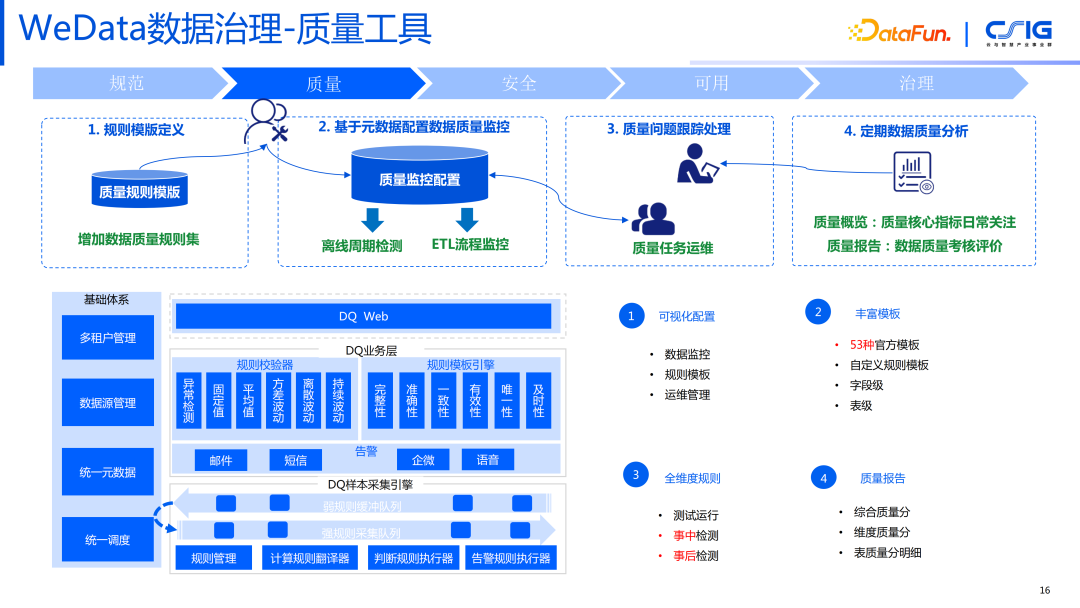 WeData数据治理-质量工具
DataFun.
CSIG
云与智慧产业事业群
规范
质量
安全
可用
治理
1. 规则模版定义
质量规则模版
增加数据质量规则集
2. 基于元数据配置数据质量监控
质量监控配置
离线周期检测
ETL流程监控
3. 质量问题跟踪处理
质量任务运维
4. 定期数据质量分析
质量概览：质量核心指标日常关注
质量报告：数据质量考核评价
基础体系
多租户管理
数据源管理
统一元数据
统一调度
DQ Web
DQ业务层
规则校验器
异常检测
固定值
平均值
方差波动
离散波动
持续波动
规则模板引擎
完整性
准确性
一致性
有效性
唯一性
及时性
告警
邮件
短信
企微
语音
DQ样本采集引擎
弱规则缓冲队列
强规则采集队列
规则管理
计算规则翻译器
判断规则执行器
告警规则执行器
1
可视化配置
• 数据监控
• 规则模板
• 运维管理
2
丰富模板
• 53种官方模板
• 自定义规则模板
• 字段级
• 表级
3
全维度规则
• 测试运行
• 事中检测
• 事后检测
4
质量报告
• 综合质量分
• 维度质量分
• 表质量分明细
16